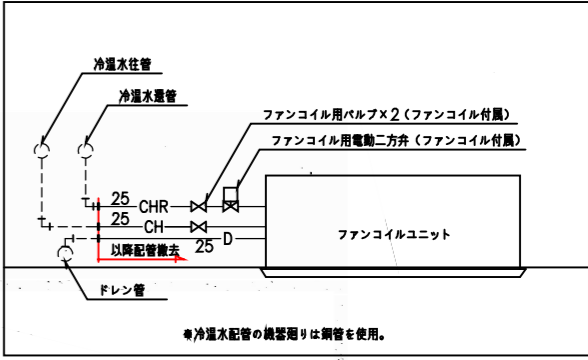 冷温水往管
冷温水還管
ファンコイル用バルブ×2（ファンコイル付属）
ファンコイル用電動二方弁（ファンコイル付属）
25 CHR
25 CH
25 D
以降配管撤去
ファンコイルユニット
ドレン管
※冷温水配管の機器廻りは銅管を使用。